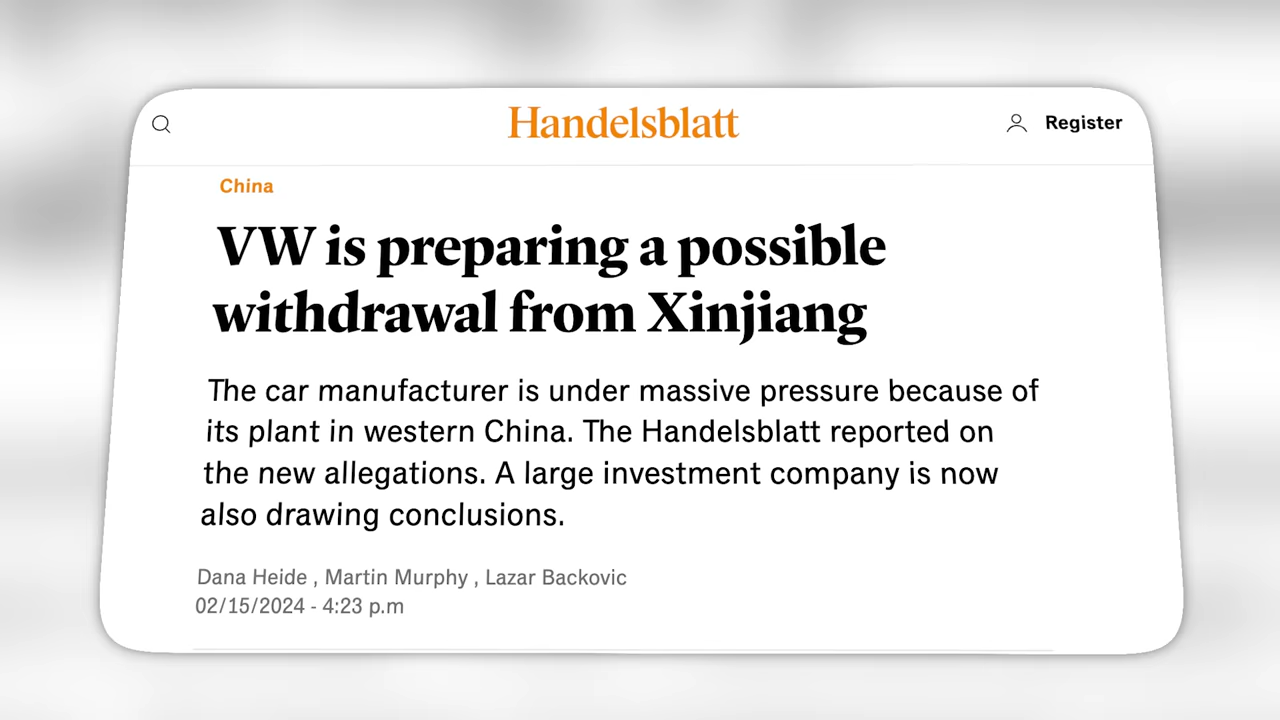 Handelsblatt
Register
China
VW is preparing a possible
withdrawal from Xinjiang
The car manufacturer is under massive pressure because of
its plant in western China. The Handelsblatt reported on
the new allegations. A large investment company is now
also drawing conclusions.
Dana Heide , Martin Murphy , Lazar Backovic
02/15/2024 - 4:23 p.m